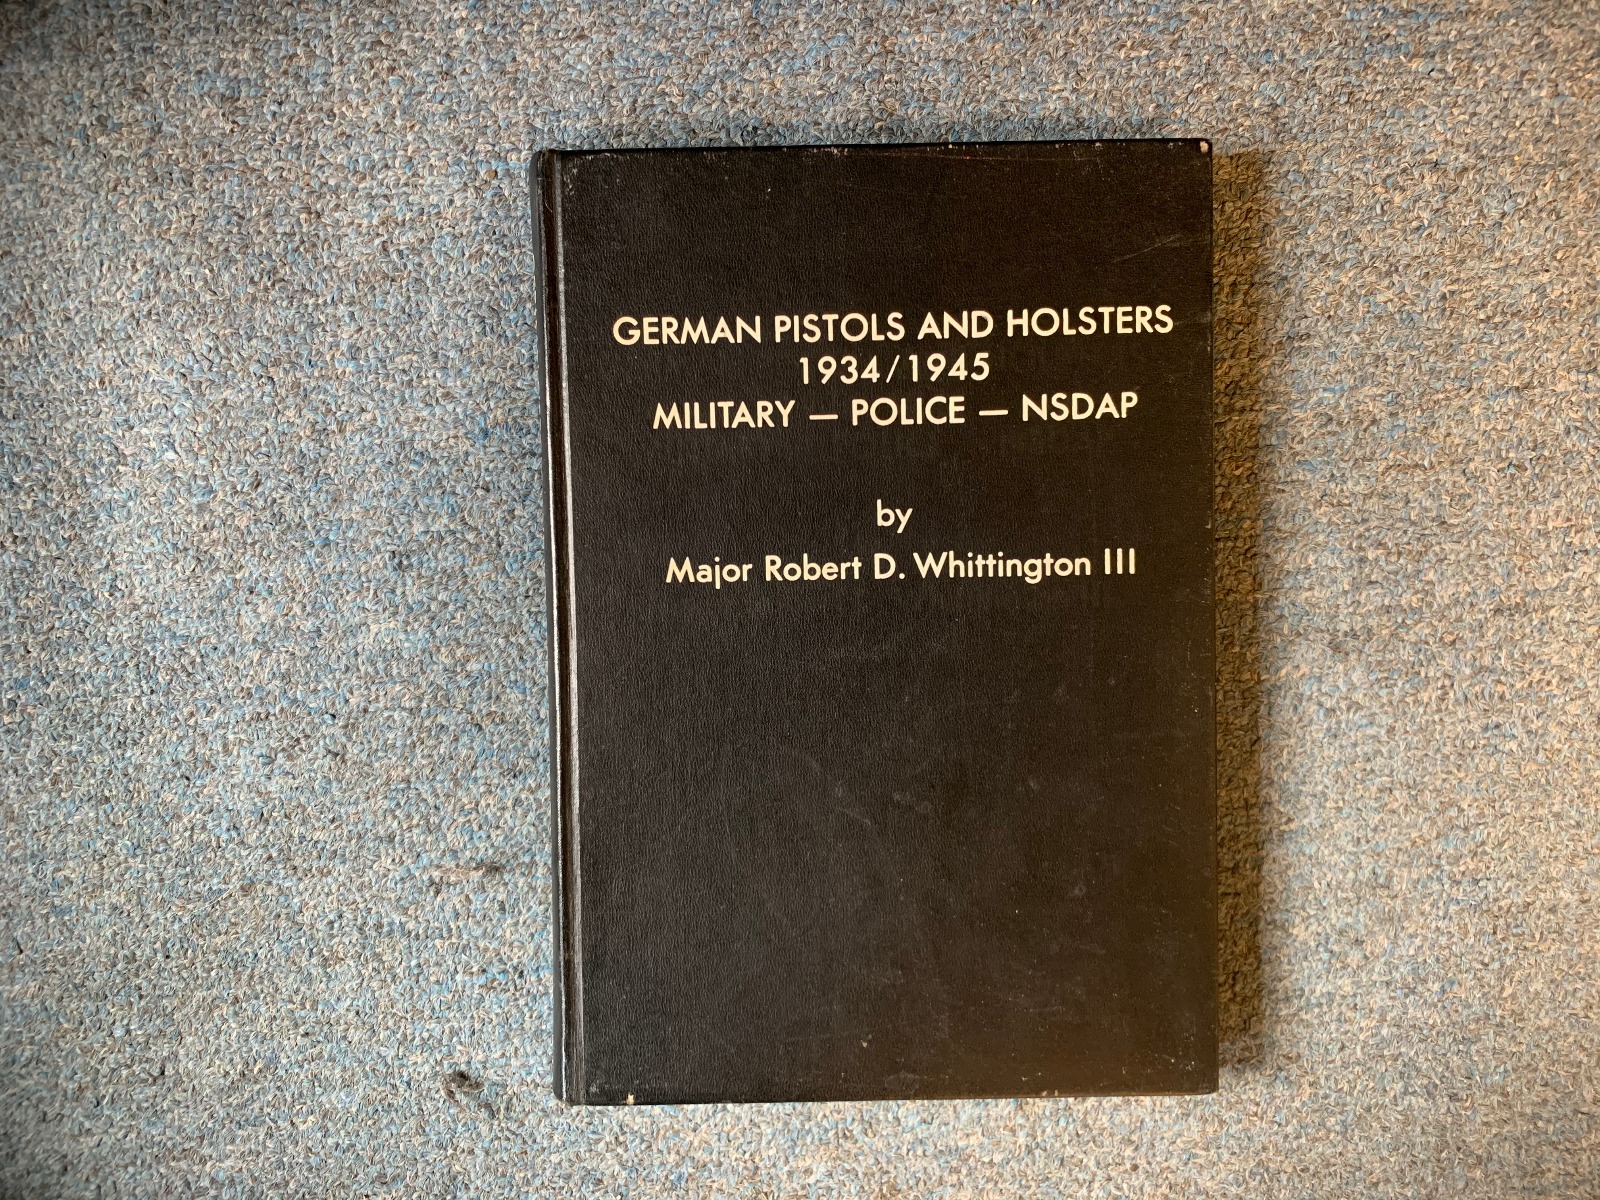 GERMAN PISTOLS AND HOLSTERS
1934/1945
MILITARY — POLICE — NSDAP
by
Major Robert D. Whittington III